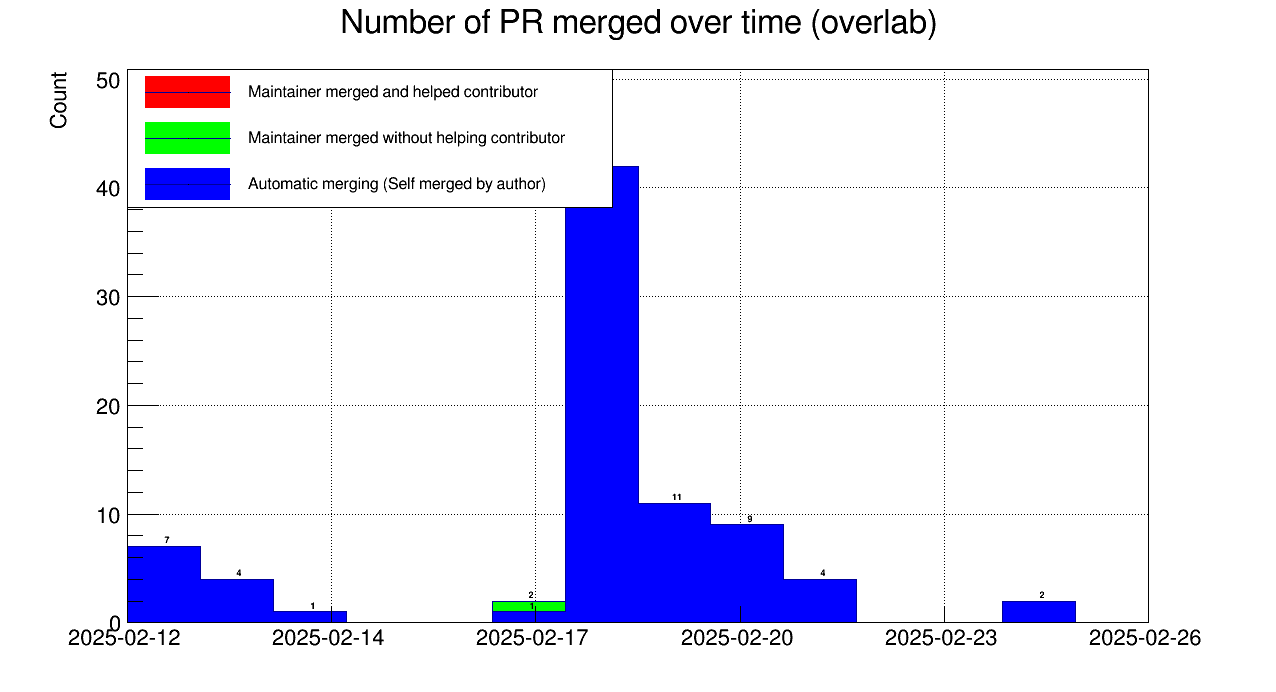 Number of PR merged over time (overlab)
Count
50
40
30
20
10
0
Maintainer merged and helped contributor
Maintainer merged without helping contributor
Automatic merging (Self merged by author)
7
4
1
2
1
11
9
4
2
2025-02-12 2025-02-14 2025-02-17 2025-02-20 2025-02-23 2025-02-26